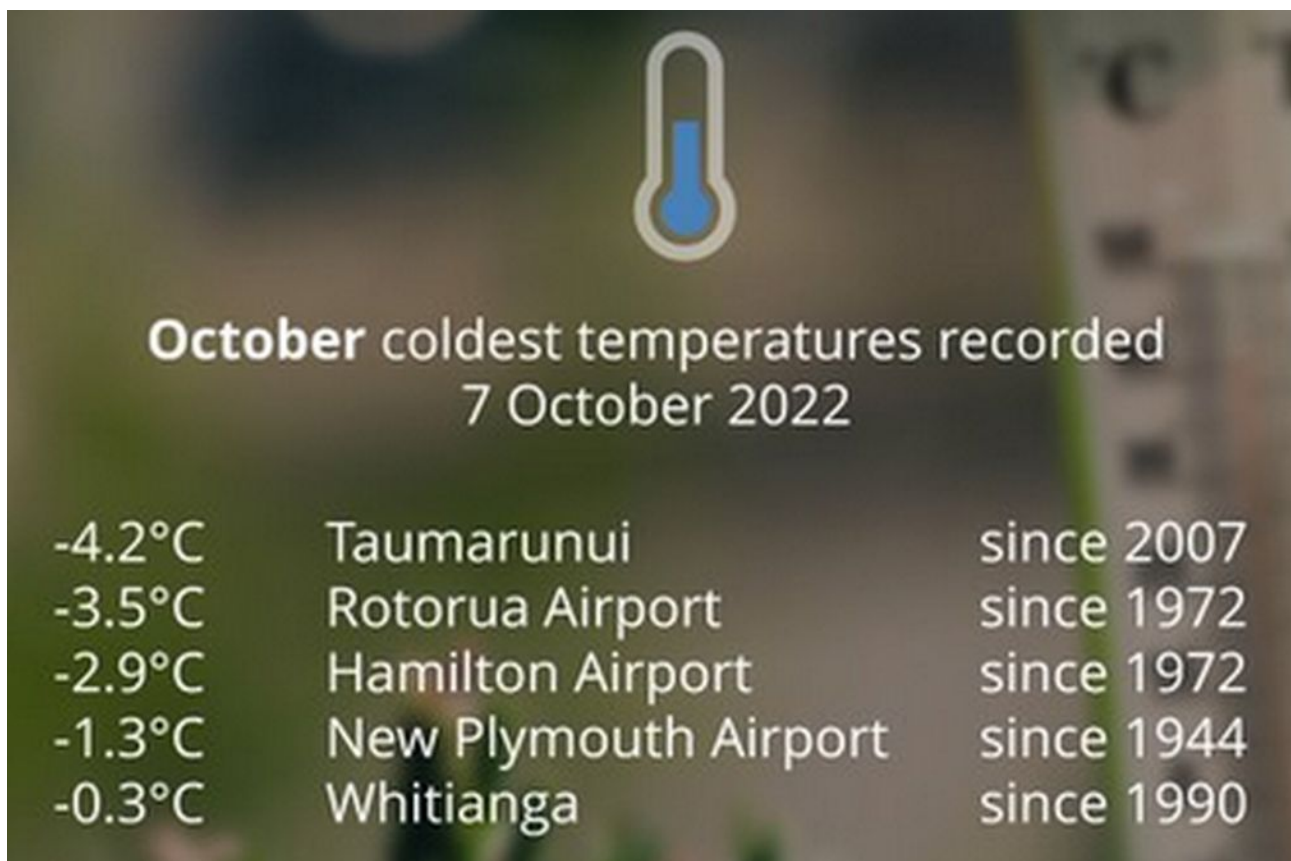 °C
October coldest temperatures recorded
7 October 2022
-4.2°C Taumarunui since 2007
-3.5°C Rotorua Airport since 1972
-2.9°C Hamilton Airport since 1972
-1.3°C New Plymouth Airport since 1944
-0.3°C Whitianga since 1990